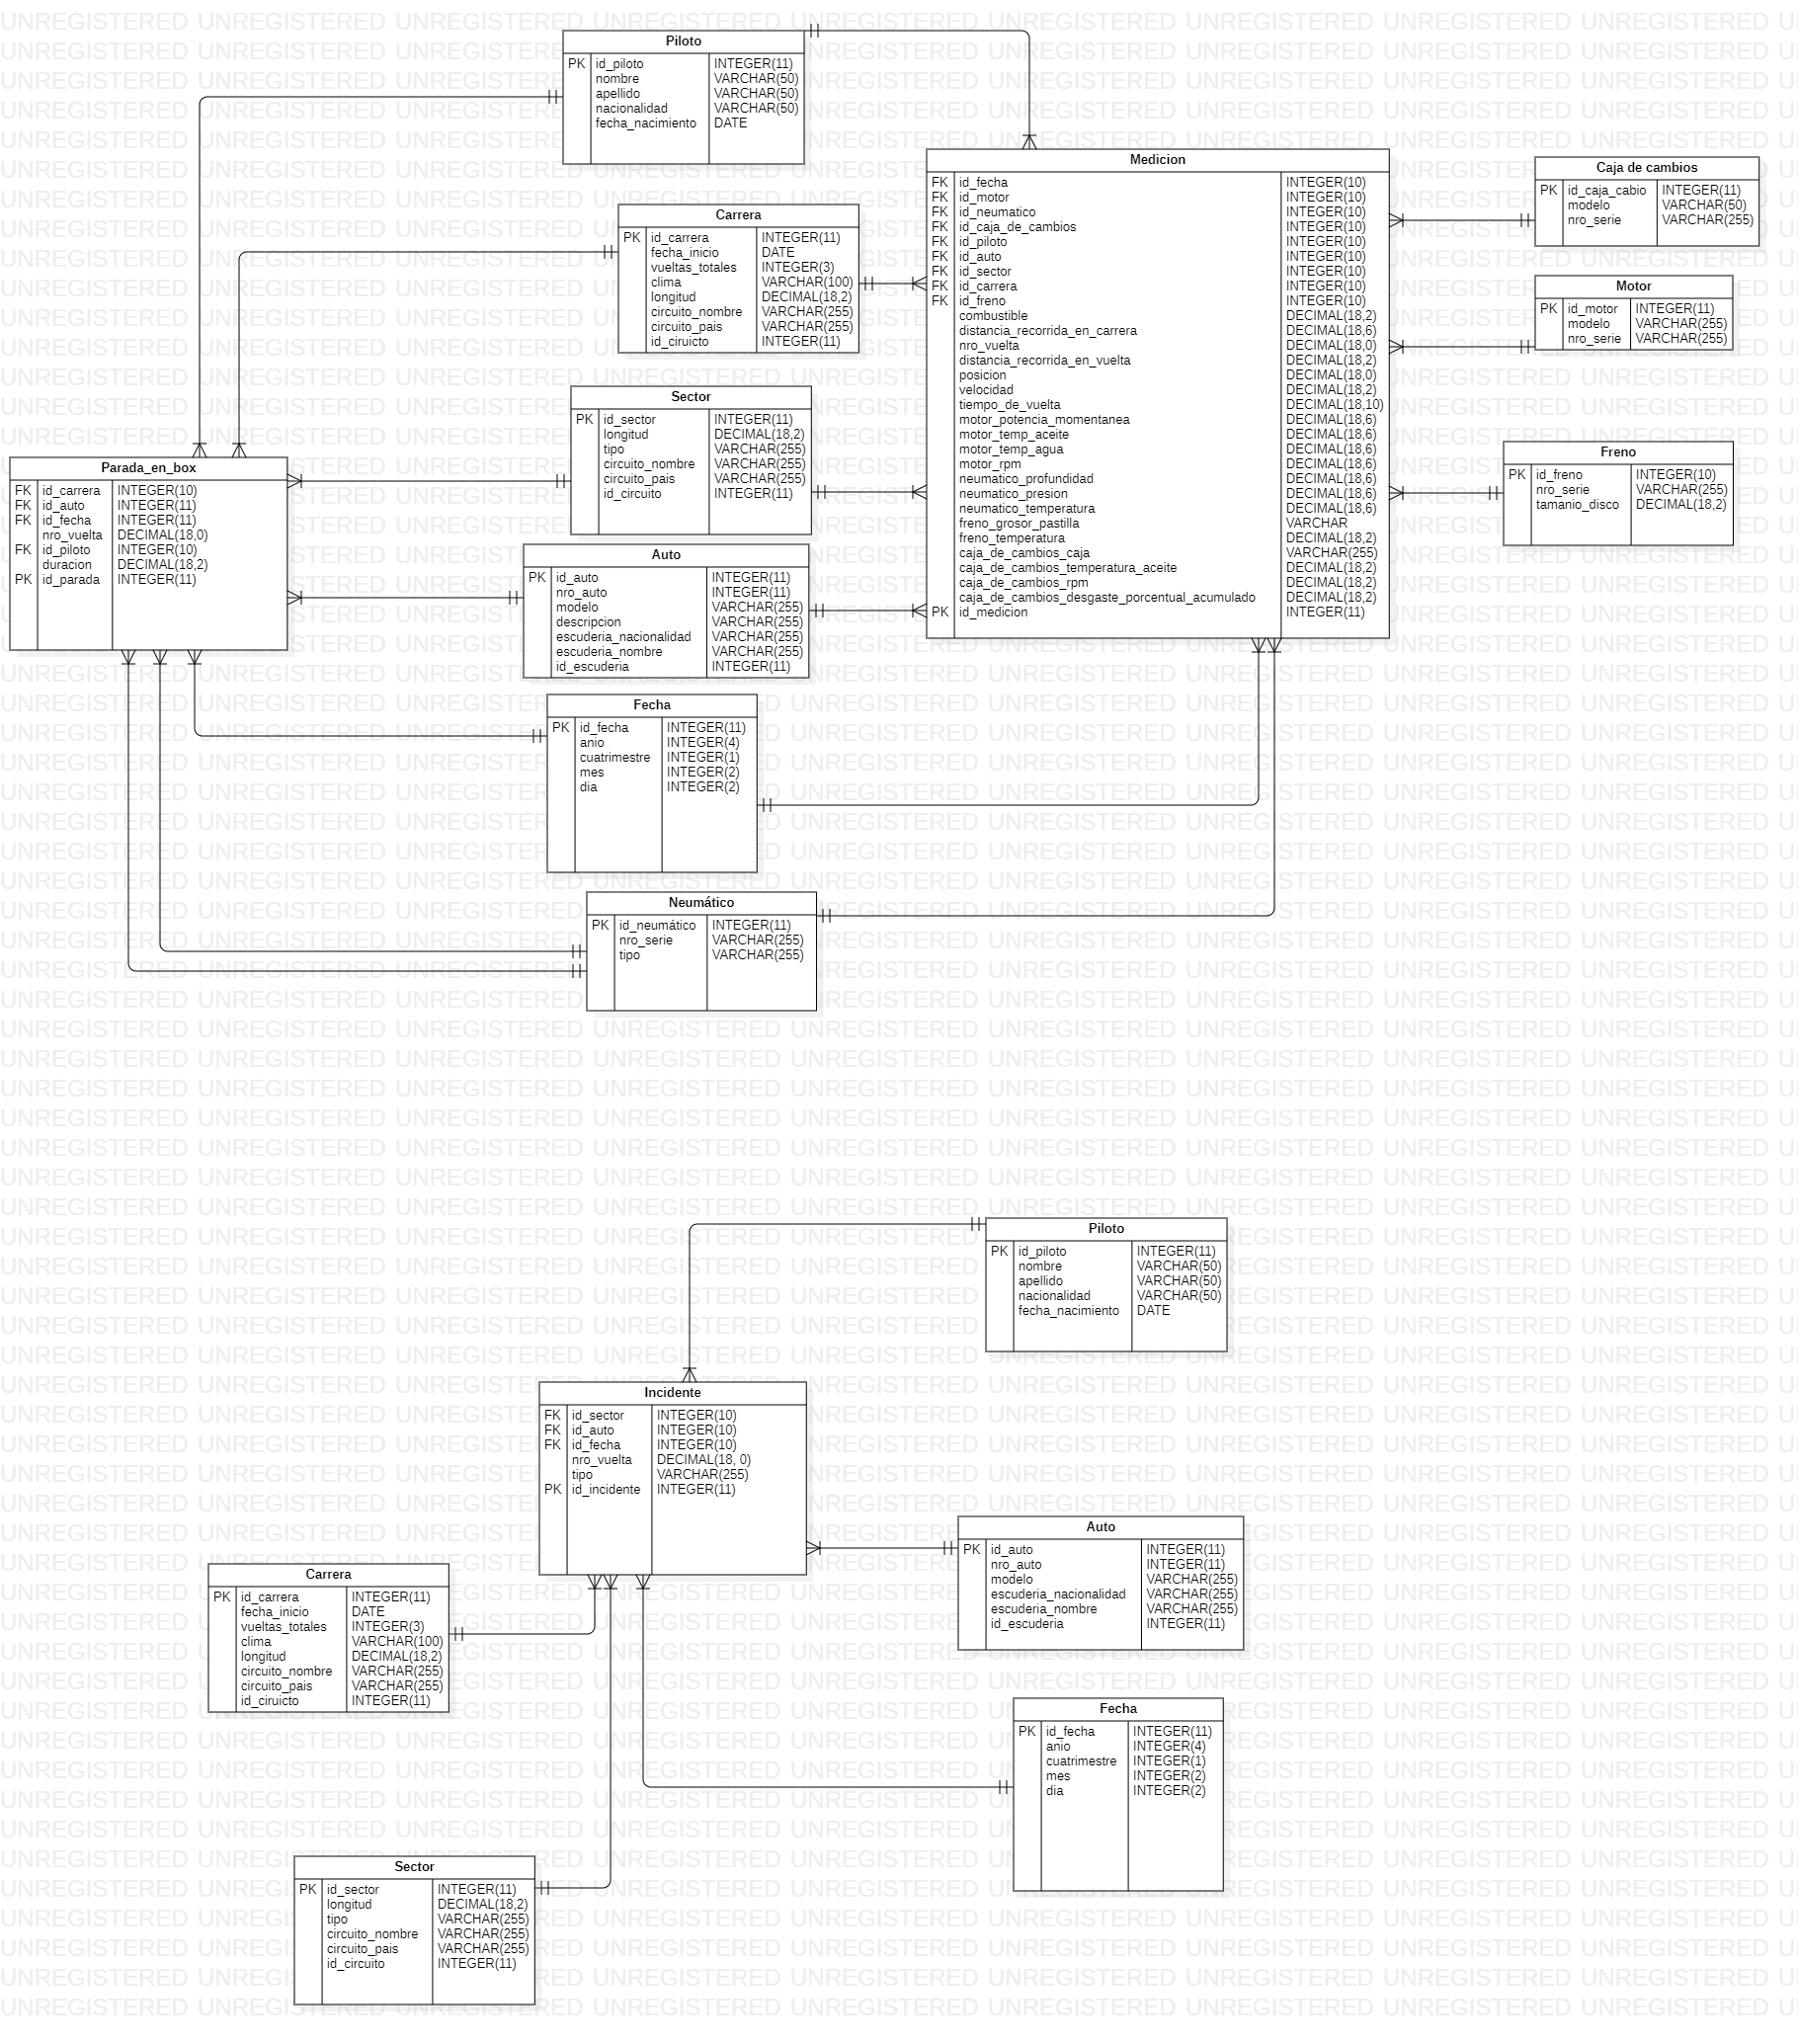 Piloto
PK id_piloto INTEGER(11)
nombre VARCHAR(50)
apellido VARCHAR(50)
nacionalidad VARCHAR(50)
fecha_nacimiento DATE
Medicion
FK id_fecha INTEGER(10)
FK id_motor INTEGER(10)
FK id_neumatico INTEGER(10)
FK id_caja_de_cambios INTEGER(10)
FK id_piloto INTEGER(10)
FK id_auto INTEGER(10)
FK id_sector INTEGER(10)
FK id_carrera INTEGER(10)
FK id_freno INTEGER(10)
combustible DECIMAL(18,2)
distancia_recorrida_en_carrera DECIMAL(18,6)
nro_vuelta DECIMAL(18,0)
distancia_recorrida_en_vuelta DECIMAL(18,2)
posicion DECIMAL(18,0)
velocidad DECIMAL(18,2)
tiempo_de_vuelta DECIMAL(18,10)
motor_potencia_momentanea DECIMAL(18,6)
motor_temp_aceite DECIMAL(18,6)
motor_temp_agua DECIMAL(18,6)
motor_rpm DECIMAL(18,6)
neumatico_profundidad DECIMAL(18,6)
neumatico_presion DECIMAL(18,6)
neumatico_temperatura DECIMAL(18,6)
freno_grosor_pastilla VARCHAR
freno_temperatura DECIMAL(18,2)
caja_de_cambios_caja VARCHAR(255)
caja_de_cambios_temperatura_aceite DECIMAL(18,2)
caja_de_cambios_rpm DECIMAL(18,2)
caja_de_cambios_desgaste_porcentual_acumulado DECIMAL(18,2)
PK id_medicion INTEGER(11)
Caja de cambios
PK id_caja_cabio INTEGER(11)
modelo VARCHAR(50)
nro_serie VARCHAR(255)
Carrera
PK id_carrera INTEGER(11)
fecha_inicio DATE
vueltas_totales INTEGER(3)
clima VARCHAR(100)
longitud DECIMAL(18,2)
circuito_nombre VARCHAR(255)
circuito_pais VARCHAR(255)
id_ciruicto INTEGER(11)
Motor
PK id_motor INTEGER(11)
modelo VARCHAR(255)
nro_serie VARCHAR(255)
Sector
PK id_sector INTEGER(11)
longitud DECIMAL(18,2)
tipo VARCHAR(255)
circuito_nombre VARCHAR(255)
circuito_pais VARCHAR(255)
id_circuito INTEGER(11)
Freno
PK id_freno INTEGER(10)
nro_serie VARCHAR(255)
tamanio_disco DECIMAL(18,2)
Parada_en_box
FK id_carrera INTEGER(10)
FK id_auto INTEGER(11)
FK id_fecha INTEGER(11)
nro_vuelta DECIMAL(18,0)
FK id_piloto INTEGER(10)
duracion DECIMAL(18,2)
PK id_parada INTEGER(11)
Auto
PK id_auto INTEGER(11)
nro_auto INTEGER(11)
modelo VARCHAR(255)
descripcion VARCHAR(255)
escuderia_nacionalidad VARCHAR(255)
escuderia_nombre VARCHAR(255)
id_escuderia INTEGER(11)
Fecha
PK id_fecha INTEGER(11)
anio INTEGER(4)
cuatrimestre INTEGER(1)
mes INTEGER(2)
dia INTEGER(2)
Neumático
PK id_neumático INTEGER(11)
nro_serie VARCHAR(255)
tipo VARCHAR(255)
Piloto
PK id_piloto INTEGER(11)
nombre VARCHAR(50)
apellido VARCHAR(50)
nacionalidad VARCHAR(50)
fecha_nacimiento DATE
Incidente
FK id_sector INTEGER(10)
FK id_auto INTEGER(10)
FK id_fecha INTEGER(10)
nro_vuelta DECIMAL(18, 0)
tipo VARCHAR(255)
PK id_incidente INTEGER(11)
Auto
PK id_auto INTEGER(11)
nro_auto INTEGER(11)
modelo VARCHAR(255)
escuderia_nacionalidad VARCHAR(255)
escuderia_nombre VARCHAR(255)
id_escuderia INTEGER(11)
Carrera
PK id_carrera INTEGER(11)
fecha_inicio DATE
vueltas_totales INTEGER(3)
clima VARCHAR(100)
longitud DECIMAL(18,2)
circuito_nombre VARCHAR(255)
circuito_pais VARCHAR(255)
id_ciruicto INTEGER(11)
Fecha
PK id_fecha INTEGER(11)
anio INTEGER(4)
cuatrimestre INTEGER(1)
mes INTEGER(2)
dia INTEGER(2)
Sector
PK id_sector INTEGER(11)
longitud DECIMAL(18,2)
tipo VARCHAR(255)
circuito_nombre VARCHAR(255)
circuito_pais VARCHAR(255)
id_circuito INTEGER(11)
UNREGISTERED